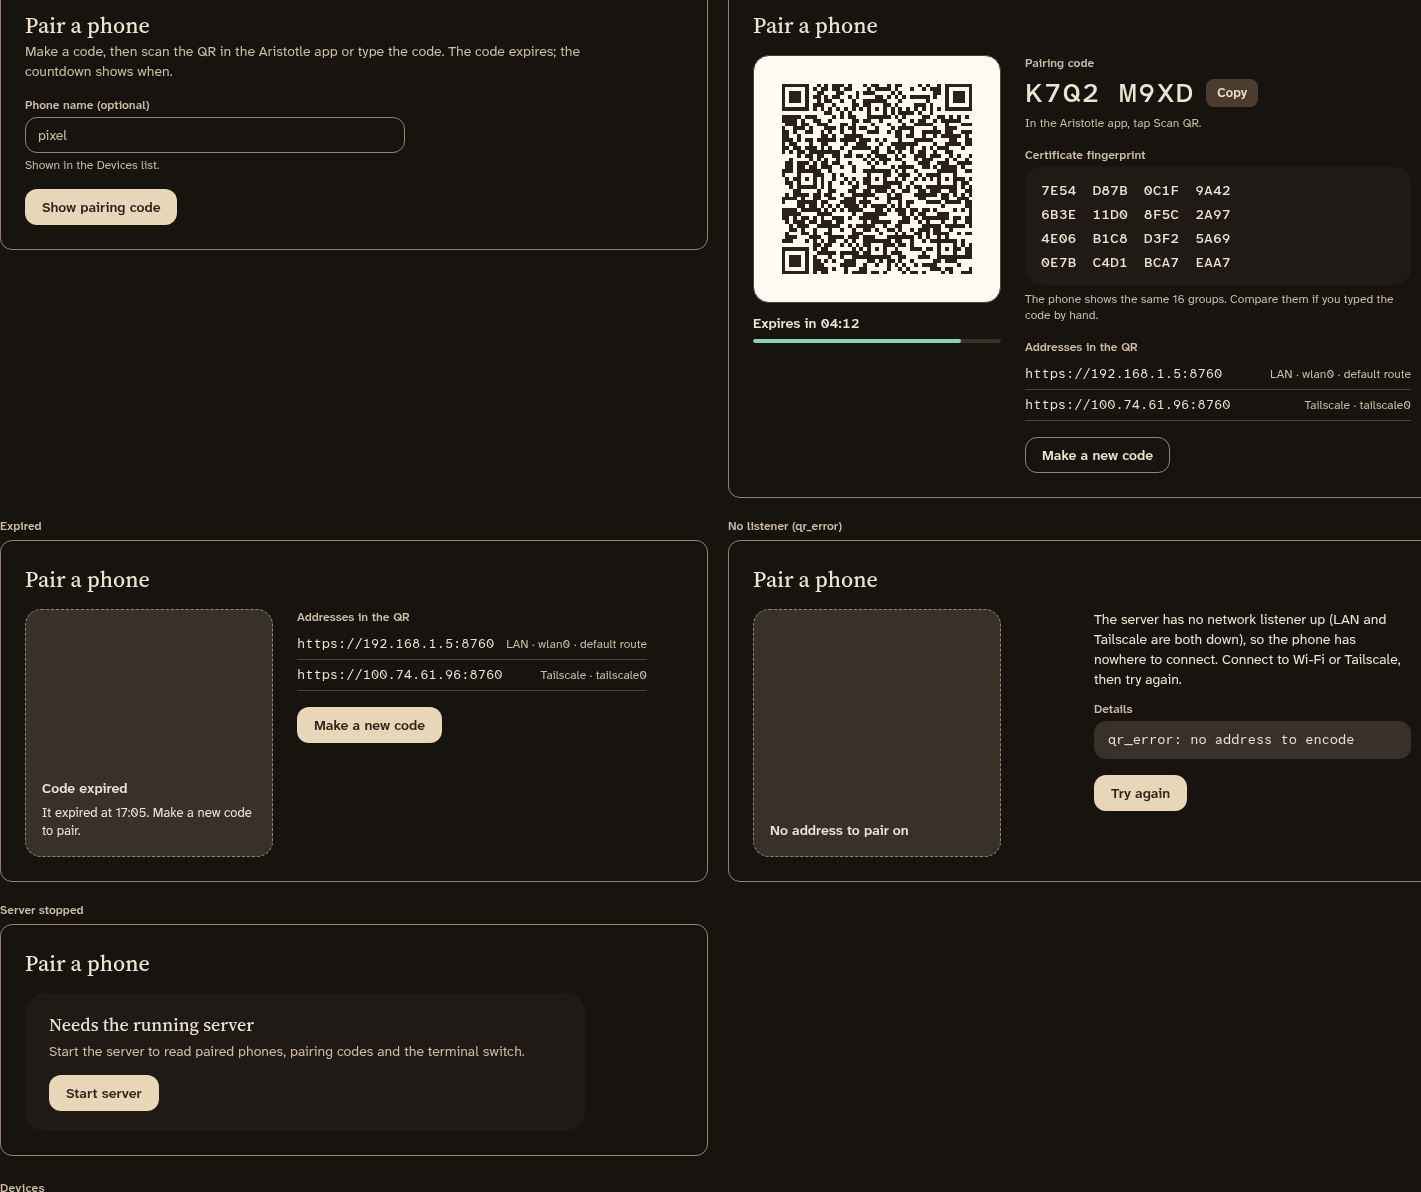 Pair a phone
Make a code, then scan the QR in the Aristotle app or type the code. The code expires; the
countdown shows when.
Phone name (optional)
pixel
Shown in the Devices list.
Show pairing code
Pair a phone
Expires in 04:12
Pairing code
K7Q2 M9XD
Copy
In the Aristotle app, tap Scan QR.
Certificate fingerprint
7E54 D87B 0C1F 9A42
6B3E 11D0 8F5C 2A97
4E06 B1C8 D3F2 5A69
0E7B C4D1 BCA7 EAA7
The phone shows the same 16 groups. Compare them if you typed the
code by hand.
Addresses in the QR
https://192.168.1.5:8760 LAN · wlan0 · default route
https://100.74.61.96:8760 Tailscale · tailscale0
Make a new code
Expired
Pair a phone
Code expired
It expired at 17:05. Make a new code
to pair.
Addresses in the QR
https://192.168.1.5:8760 LAN · wlan0 · default route
https://100.74.61.96:8760 Tailscale · tailscale0
Make a new code
No listener (qr_error)
Pair a phone
No address to pair on
The server has no network listener up (LAN and
Tailscale are both down), so the phone has
nowhere to connect. Connect to Wi-Fi or Tailscale,
then try again.
Details
qr_error: no address to encode
Try again
Server stopped
Pair a phone
Needs the running server
Start the server to read paired phones, pairing codes and the terminal switch.
Start server
Devices